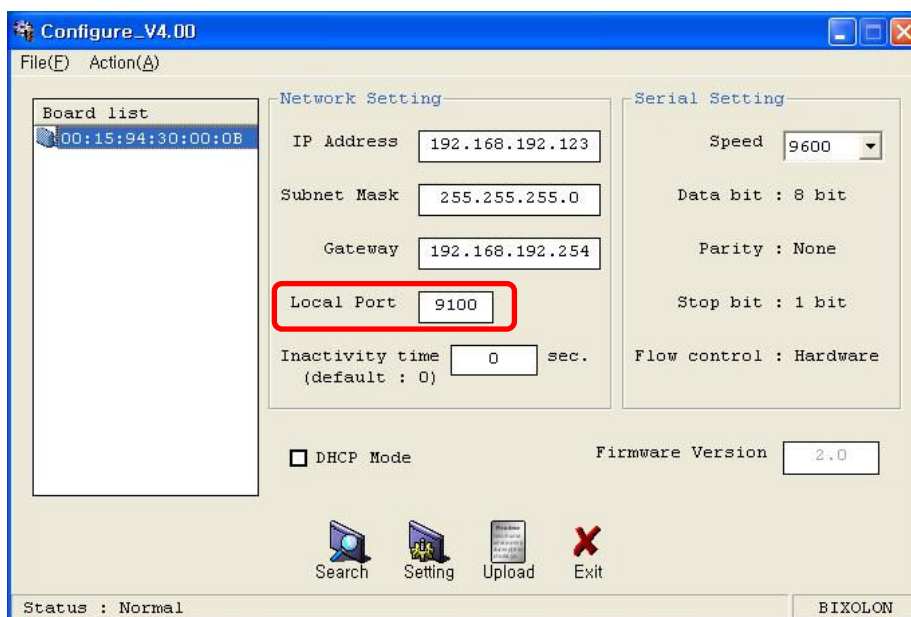 Configure_V4.00
File(F) Action(A)
Board list
00:15:94:30:00:0B
Network Setting
IP Address 192.168.192.123
Subnet Mask 255.255.255.0
Gateway 192.168.192.254
Local Port 9100
Inactivity time 0 sec.
(default : 0)
Serial Setting
Speed 9600
Data bit : 8 bit
Parity : None
Stop bit : 1 bit
Flow control : Hardware
DHCP Mode
Firmware Version 2.0
Search Setting Upload Exit
Status : Normal BIXOLON